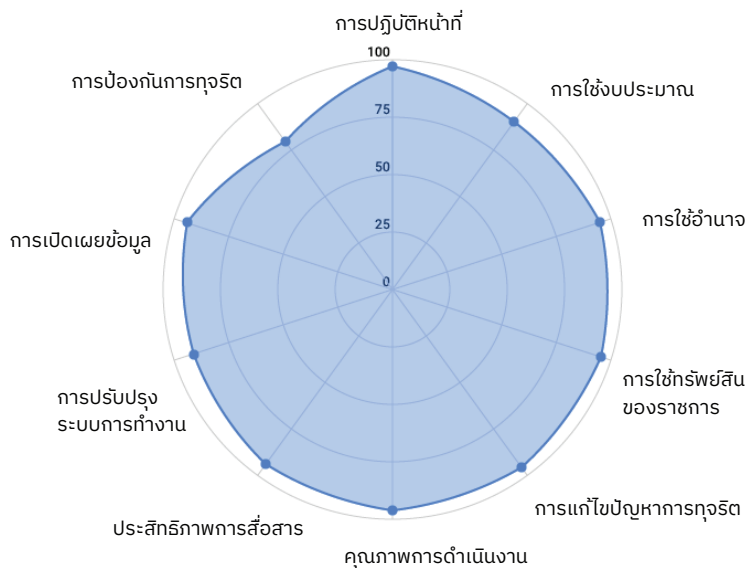 การปฏิบัติหน้าที่
100
การป้องกันการทุจริต
การใช้งบประมาณ
75
50
การใช้อำนาจ
25
การเปิดเผยข้อมูล
0
การใช้ทรัพย์สิน
ของราชการ
การปรับปรุง
ระบบการทำงาน
การแก้ไขปัญหาการทุจริต
ประสิทธิภาพการสื่อสาร
คุณภาพการดำเนินงาน